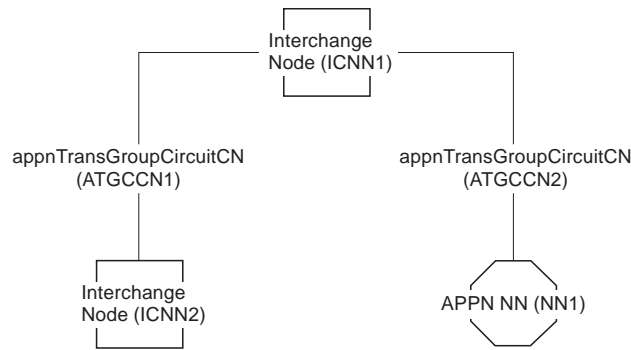 Interchange
Node (ICNN1)
appnTransGroupCircuitCN
(ATGCCN1)
appnTransGroupCircuitCN
(ATGCCN2)
Interchange
Node (ICNN2)
APPN NN (NN1)